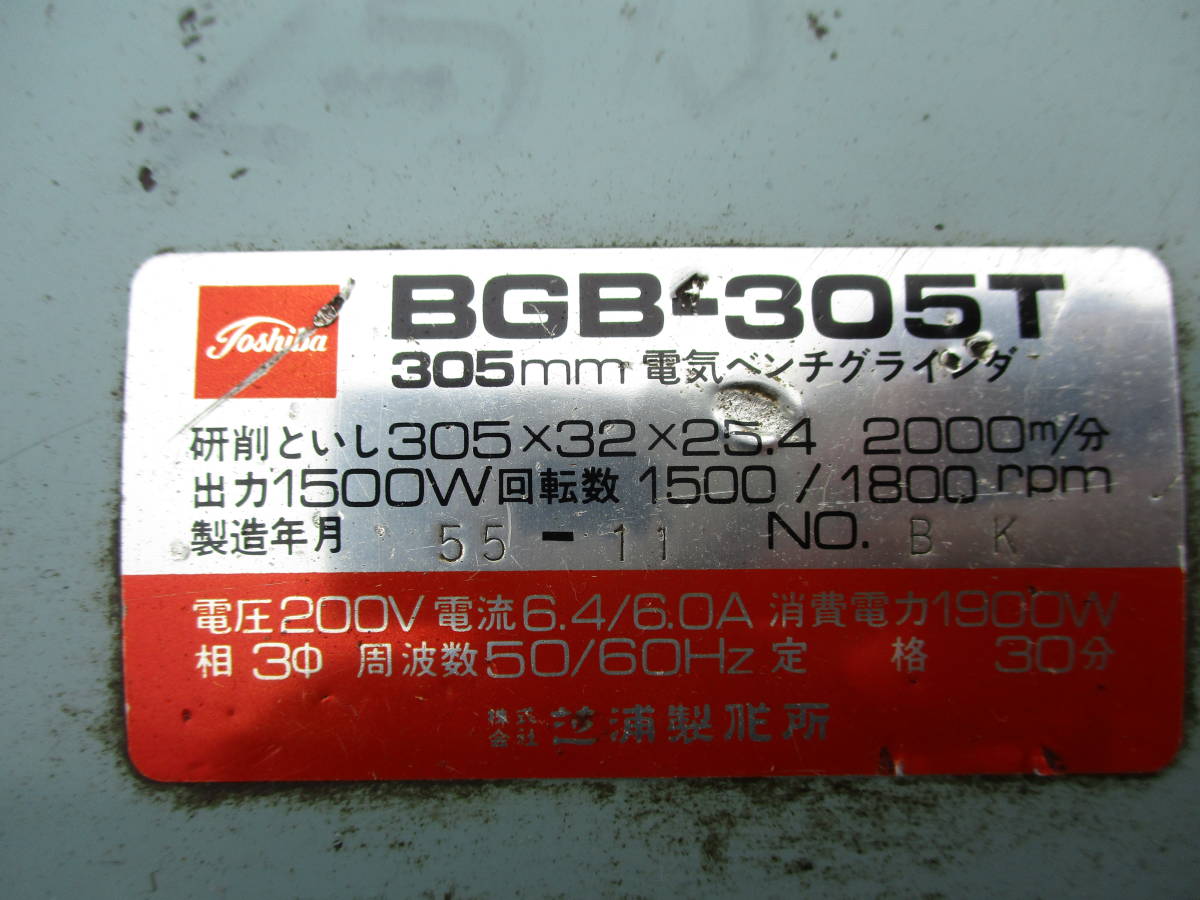 Toshiba
BGB-305T
305mm 電気ベンチグラインダ
研削といし305×32×25.4 2000m/分
出力1500W 回転数 1500/1800rpm
製造年月 55-11 NO. B K
電圧200V 電流6.4/6.0A 消費電力1900W
相 3Φ 周波数50/60Hz 定 格 30分
株式会社 芝浦製作所